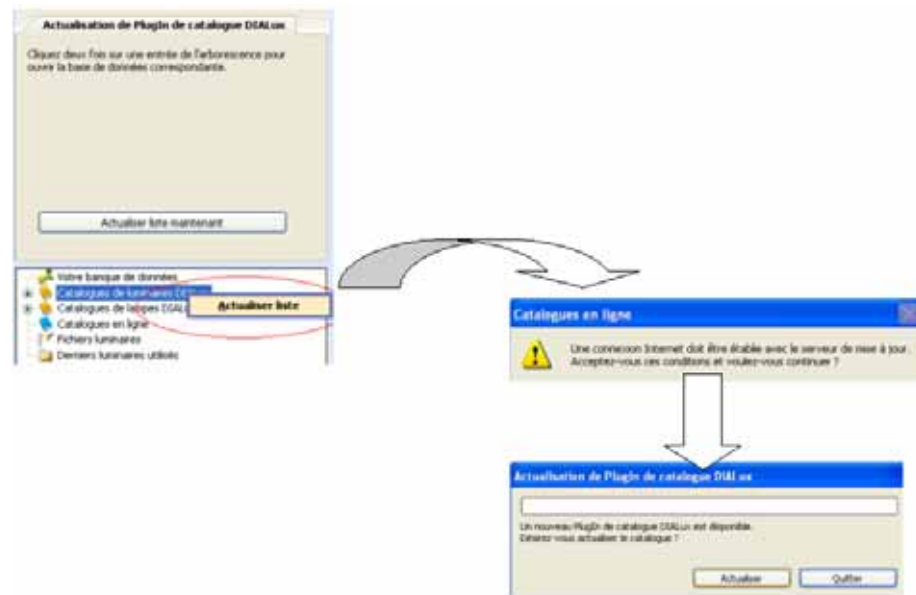 Actualisation de PlugIn de catalogue DIALux
Cliquez deux fois sur une entrée de l'arborescence pour
ouvrir la base de données correspondante.
Actualiser liste maintenant
Votre banque de données
Catalogues de luminaires
Catalogues de lampes DIALu
Actualiser liste
Catalogues en ligne
Fichiers luminaires
Derniers luminaires utilisés
Catalogues en ligne
Une connexion Internet doit être établie avec le serveur de mise à jour.
Acceptez-vous ces conditions et voulez-vous continuer ?
Actualisation de PlugIn de catalogue DIALux
Un nouveau PlugIn de catalogue DIALux est disponible.
Désirez-vous actualiser le catalogue ?
Actualiser
Quitter